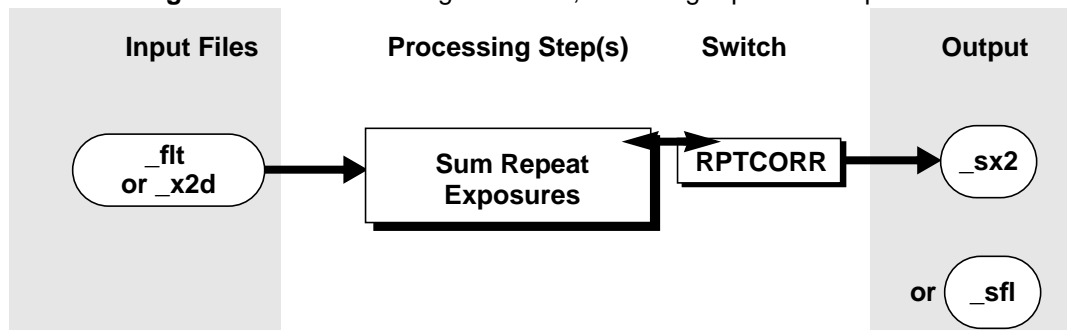 Input Files Processing Step(s) Switch Output
_flt
or _x2d
Sum Repeat
Exposures
RPTCORR
_sx2
or _sfl